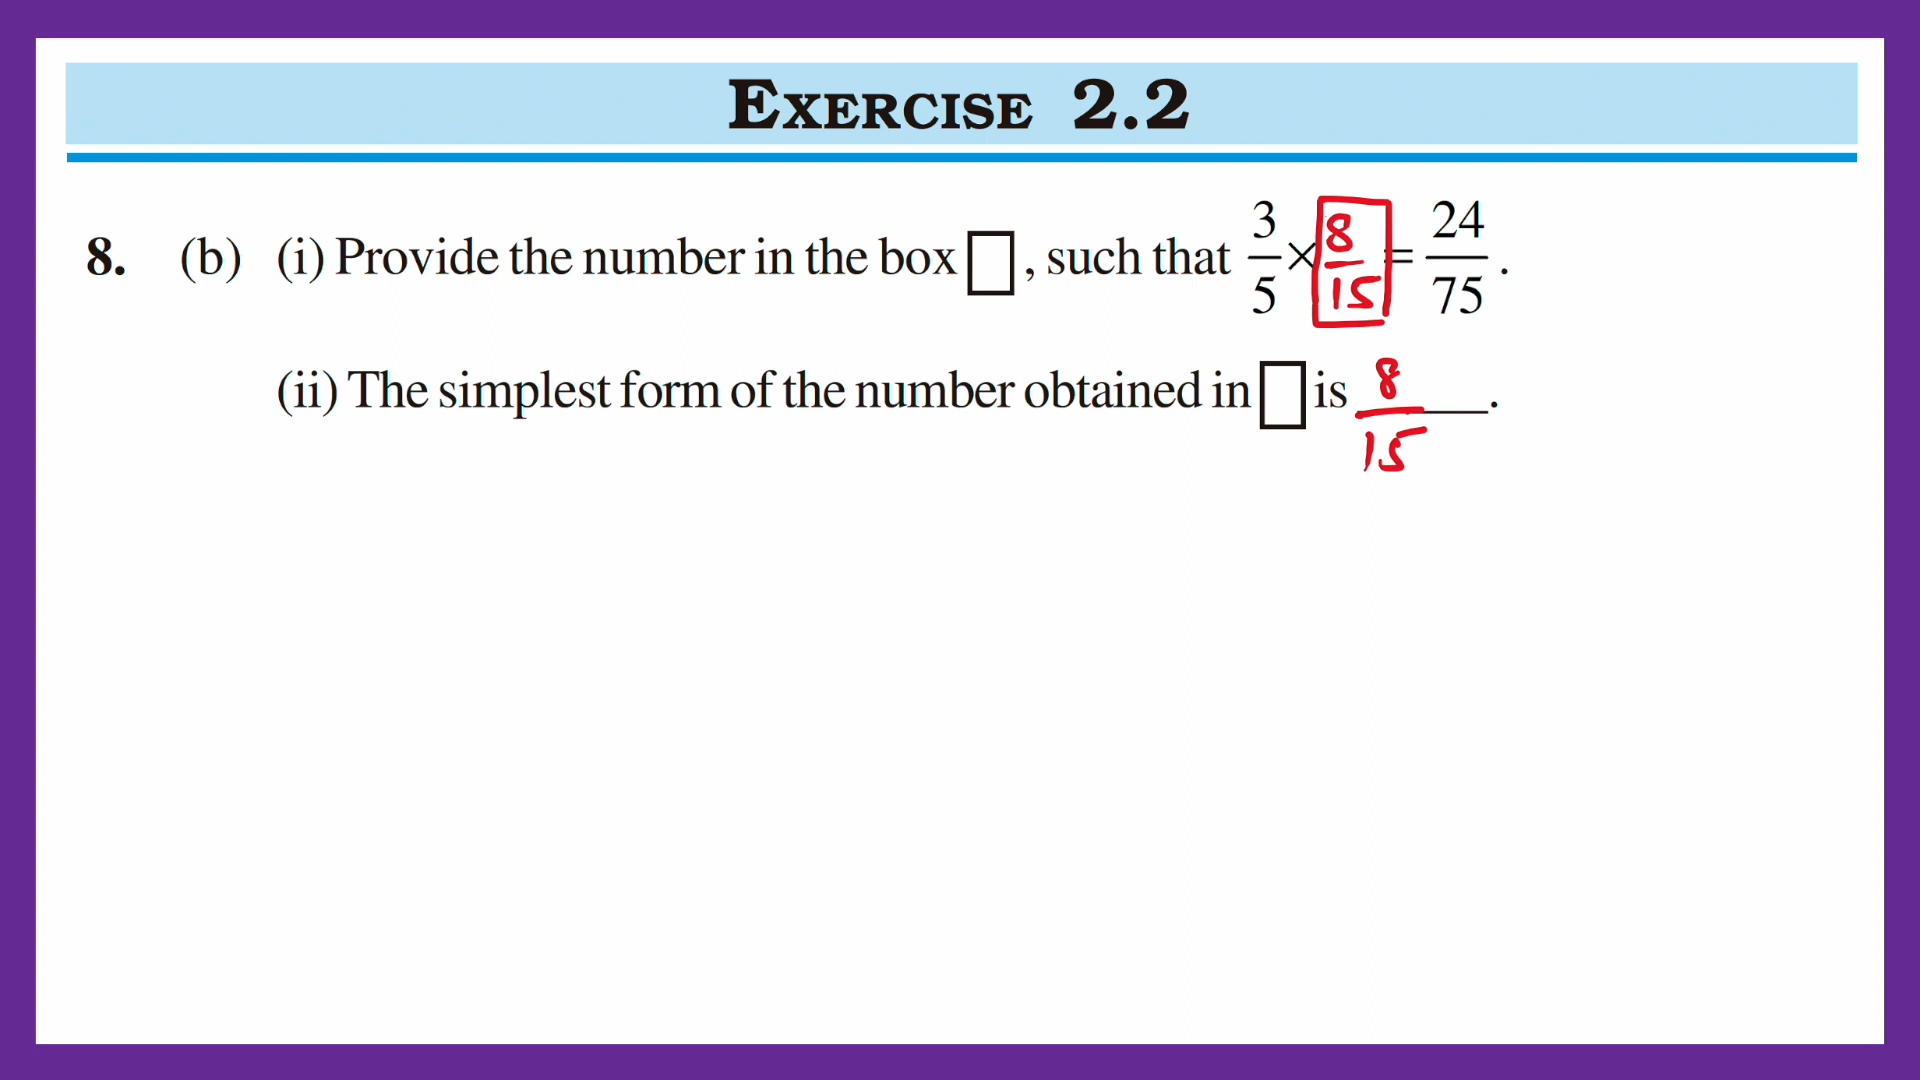 EXERCISE 2.2
8. (b) (i) Provide the number in the box □, such that 3/5 × 8/15 = 24/75.
(ii) The simplest form of the number obtained in □ is 8/15.